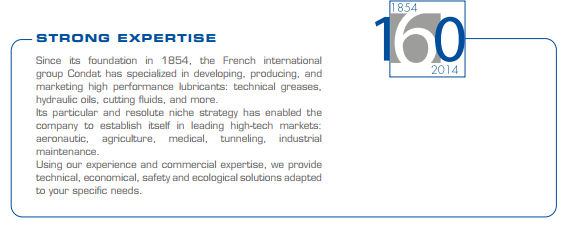 1854
160
2014
STRONG EXPERTISE
Since its foundation in 1854, the French international
group Condat has specialized in developing, producing, and
marketing high performance lubricants: technical greases,
hydraulic oils, cutting fluids, and more.
Its particular and resolute niche strategy has enabled the
company to establish itself in leading high-tech markets:
aeronautic, agriculture, medical, tunneling, industrial
maintenance.
Using our experience and commercial expertise, we provide
technical, economical, safety and ecological solutions adapted
to your specific needs.